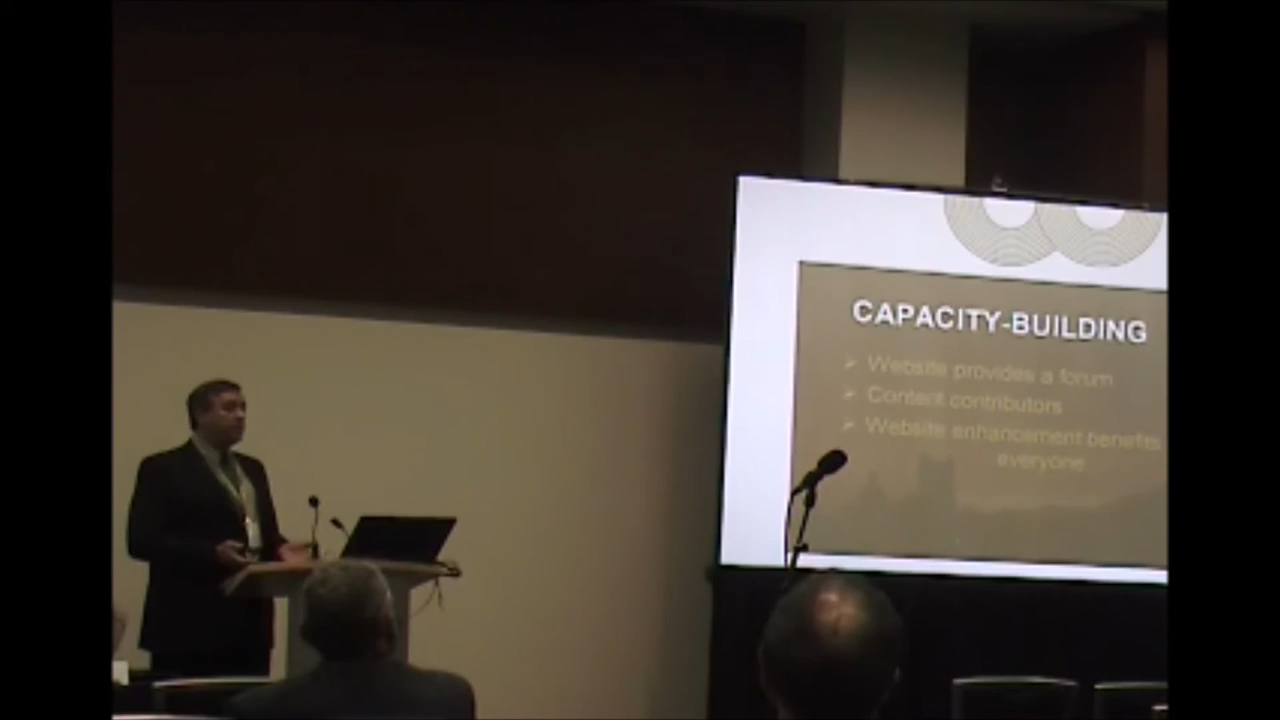 CAPACITY-BUILDING
➢ Website provides a forum
➢ Content contributors
➢ Website enhancement benefits
everyone